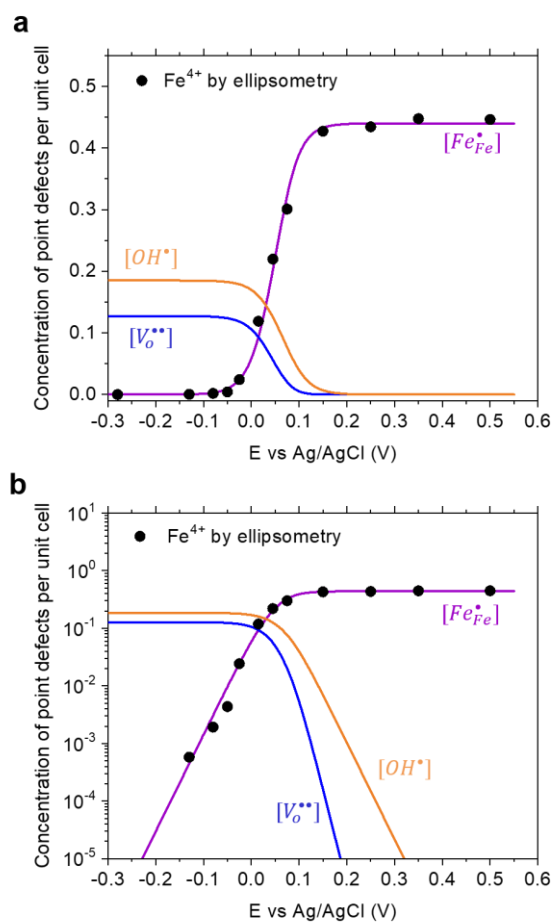 a
Concentration of point defects per unit cell
0.5
0.4
0.3
0.2
0.1
0.0
Fe⁴⁺ by ellipsometry
[Fe•Fe]
[OH•]
[Vo••]
-0.3 -0.2 -0.1 0.0 0.1 0.2 0.3 0.4 0.5 0.6
E vs Ag/AgCl (V)
b
Concentration of point defects per unit cell
10¹
10⁰
10⁻¹
10⁻²
10⁻³
10⁻⁴
10⁻⁵
Fe⁴⁺ by ellipsometry
[Fe•Fe]
[OH•]
[Vo••]
-0.3 -0.2 -0.1 0.0 0.1 0.2 0.3 0.4 0.5 0.6
E vs Ag/AgCl (V)